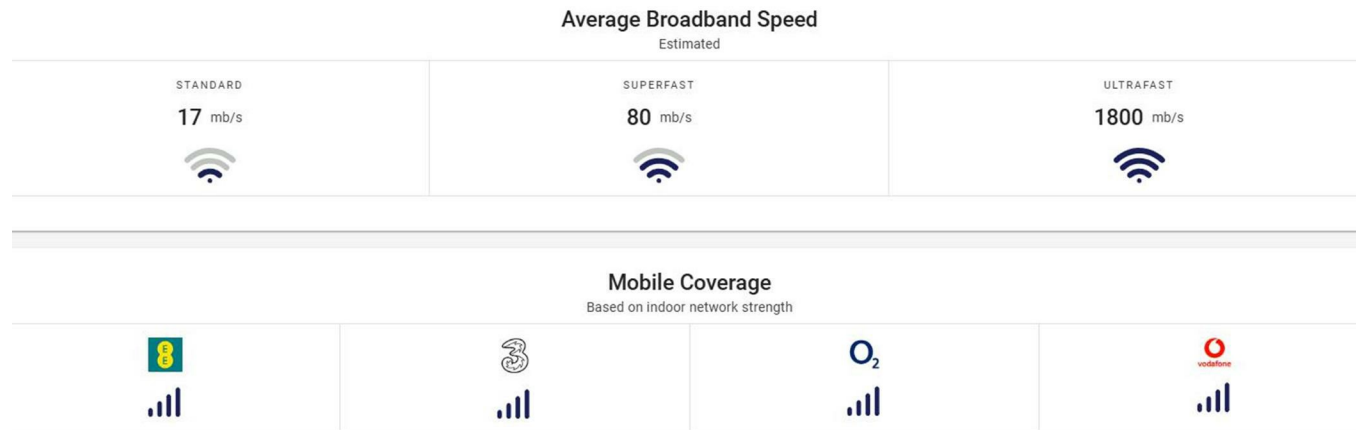 Average Broadband Speed
Estimated
STANDARD
17 mb/s
SUPERFAST
80 mb/s
ULTRAFAST
1800 mb/s
Mobile Coverage
Based on indoor network strength
EE
3
O2
vodafone